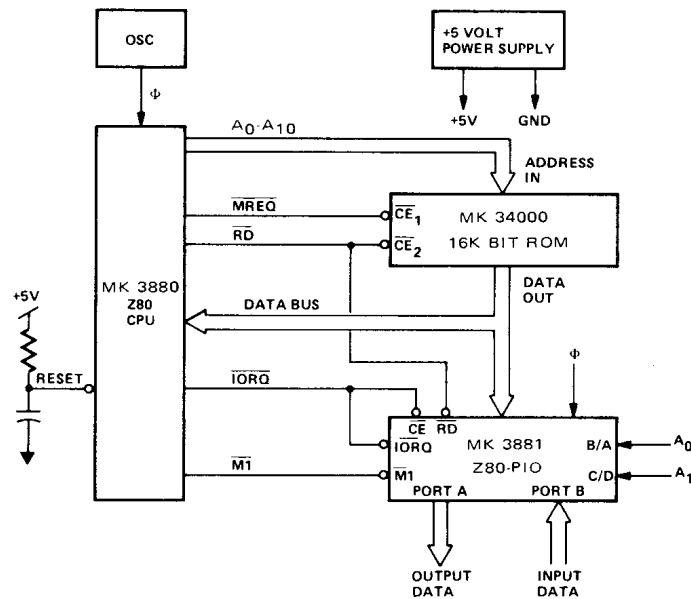 OSC
+5 VOLT
POWER SUPPLY
Φ
+5V
GND
A0-A10
ADDRESS
IN
MREQ
CE1
MK 34000
RD
CE2
16K BIT ROM
MK 3880
Z80
CPU
DATA BUS
DATA
OUT
+5V
Φ
RESET
IORQ
CE
RD
IORQ
MK 3881
B/A
A0
M1
M1
Z80-PIO
C/D
A1
PORT A
PORT B
OUTPUT
DATA
INPUT
DATA